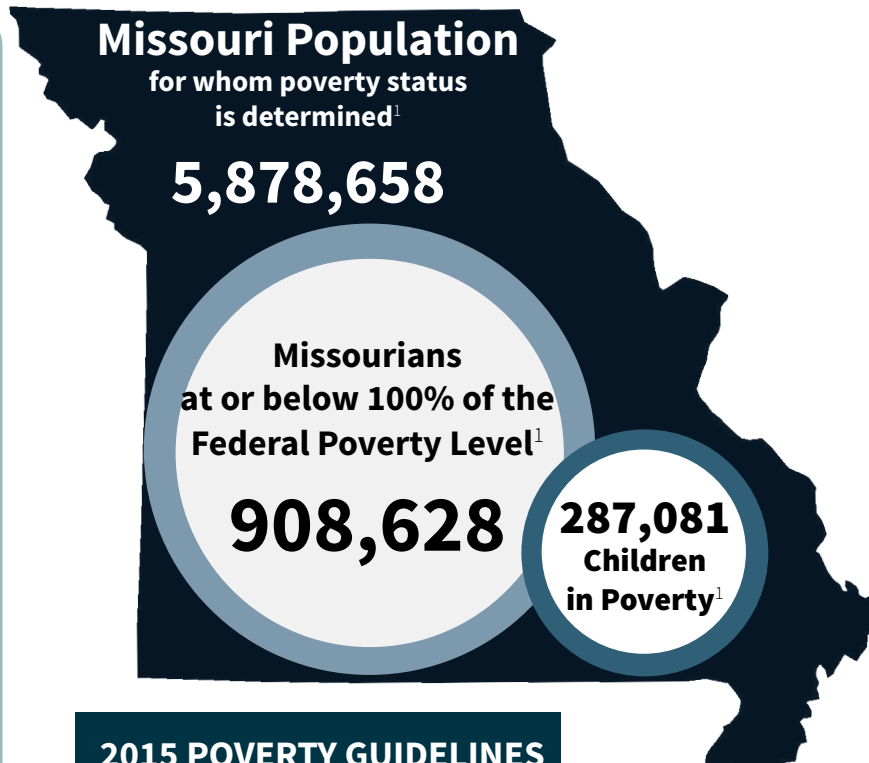 Missouri Population
for whom poverty status
is determined1
5,878,658
Missourians
at or below 100% of the
Federal Poverty Level1
908,628
287,081
Children
in Poverty1
2015 POVERTY GUIDELINES